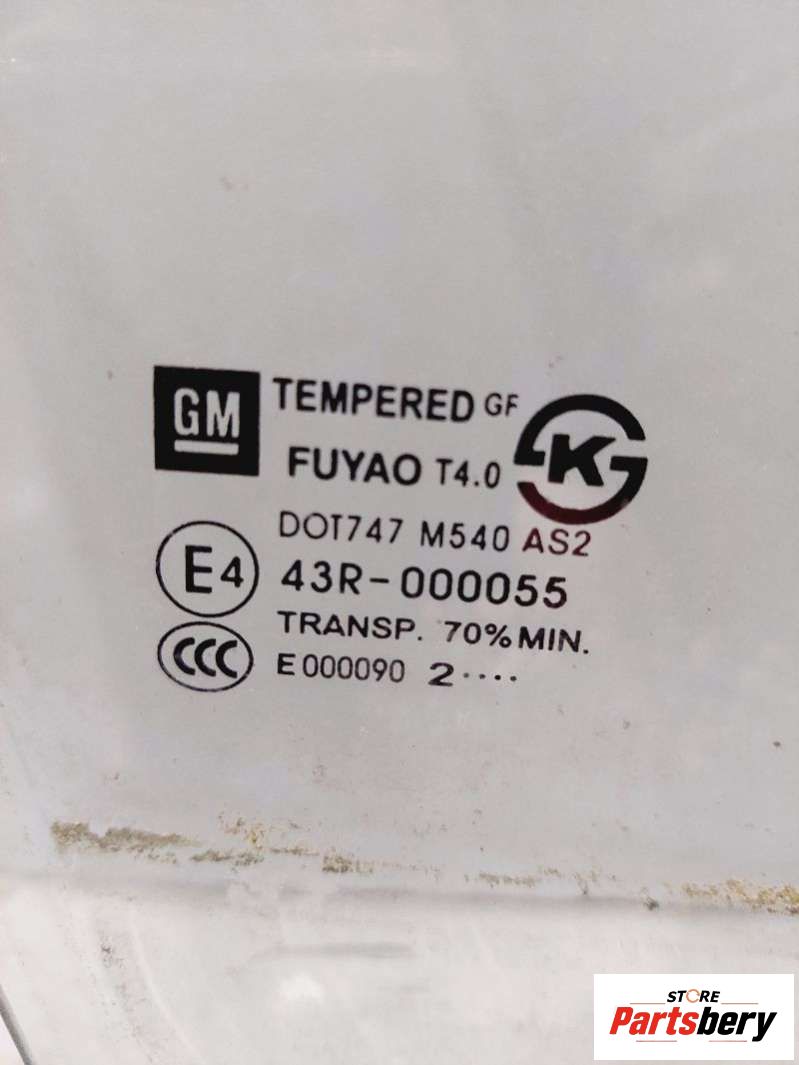 GM TEMPERED GF
FUYAO T4.0
K
DOT747 M540 AS2
E4 43R-000055
TRANSP. 70% MIN.
CCC E000090 2····
STORE
Partsbery